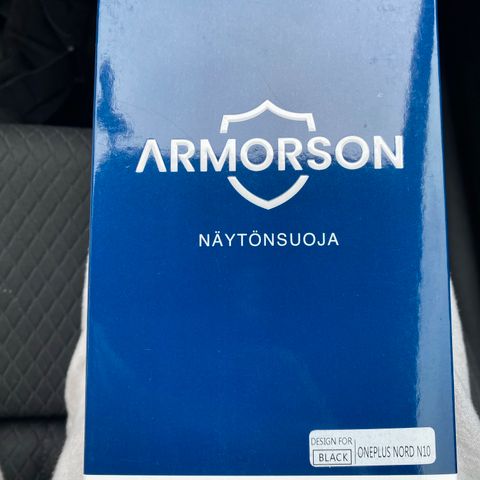 ARMORSON
NÄYTÖNSUOJA
DESIGN FOR
BLACK
ONEPLUS NORD N10